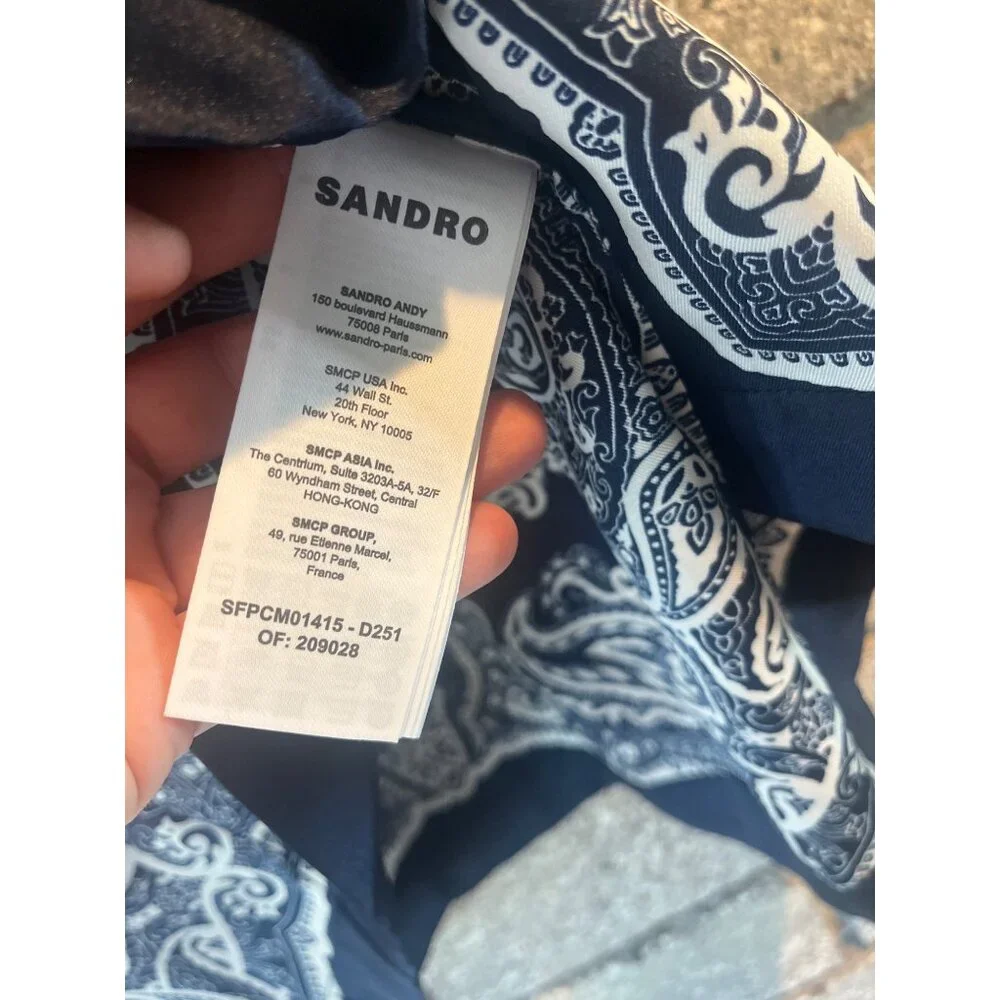 SANDRO
SANDRO ANDY
150 boulevard Haussmann
75008 Paris
www.sandro-paris.com
SMCP USA Inc.
44 Wall St.
20th Floor
New York, NY 10005
SMCP ASIA Inc.
The Centrium, Suite 3203A-5A, 32/F
60 Wyndham Street, Central
HONG-KONG
SMCP GROUP,
49, rue Etienne Marcel,
75001 Paris,
France
SFPCM01415 - D251
OF: 209028